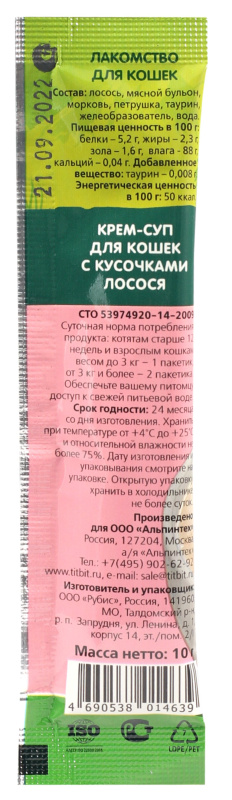 21.09.2022
ЛАКОМСТВО
ДЛЯ КОШЕК
Состав: лосось, мясной бульон,
морковь, петрушка, таурин,
желеобразователь, вода.
Пищевая ценность в 100 г:
белки – 5,2 г, жиры – 2,3
зола – 1,6 г, влага - 88 г
кальций – 0,04 г. Добавленное
вещество: таурин – 0,008 г
Энергетическая ценность
в 100 г: 50 ккал.
КРЕМ-СУП
ДЛЯ КОШЕК
С КУСОЧКАМИ
ЛОСОСЯ
СТО 53974920–14–2009
Суточная норма потребления
продукта: котятам старше 12
недель и взрослым кошкам
весом до 3 кг – 1 пакетик
от 3 кг и более – 2 пакетика.
Обеспечьте вашему питомцу
доступ к свежей питьевой воде.
Срок годности: 24 месяца
со дня изготовления. Хранить
при температуре от +4°С до +25°
и относительной влажности н
более 75%. Дату изготовления
упаковывания смотрите на
упаковке. Открытую упаковку
хранить в холодильнике
не более суток.
Произведено
для ООО «Альпинтех»
Россия, 127204, Москва
а/я «Альпинтех»
Тел.: +7(495) 902-62-92
www.titbit.ru, e-mail: sale@titbit.ru
Изготовитель и упаковщик:
ООО «Рубис», Россия, 141960
МО, Талдомский р-н
р. п. Запрудня, ул. Ленина, д.
корпус 14, эт./пом. 2/
Масса нетто: 10 г
4 690538 014639
ISO
LDPE/PET